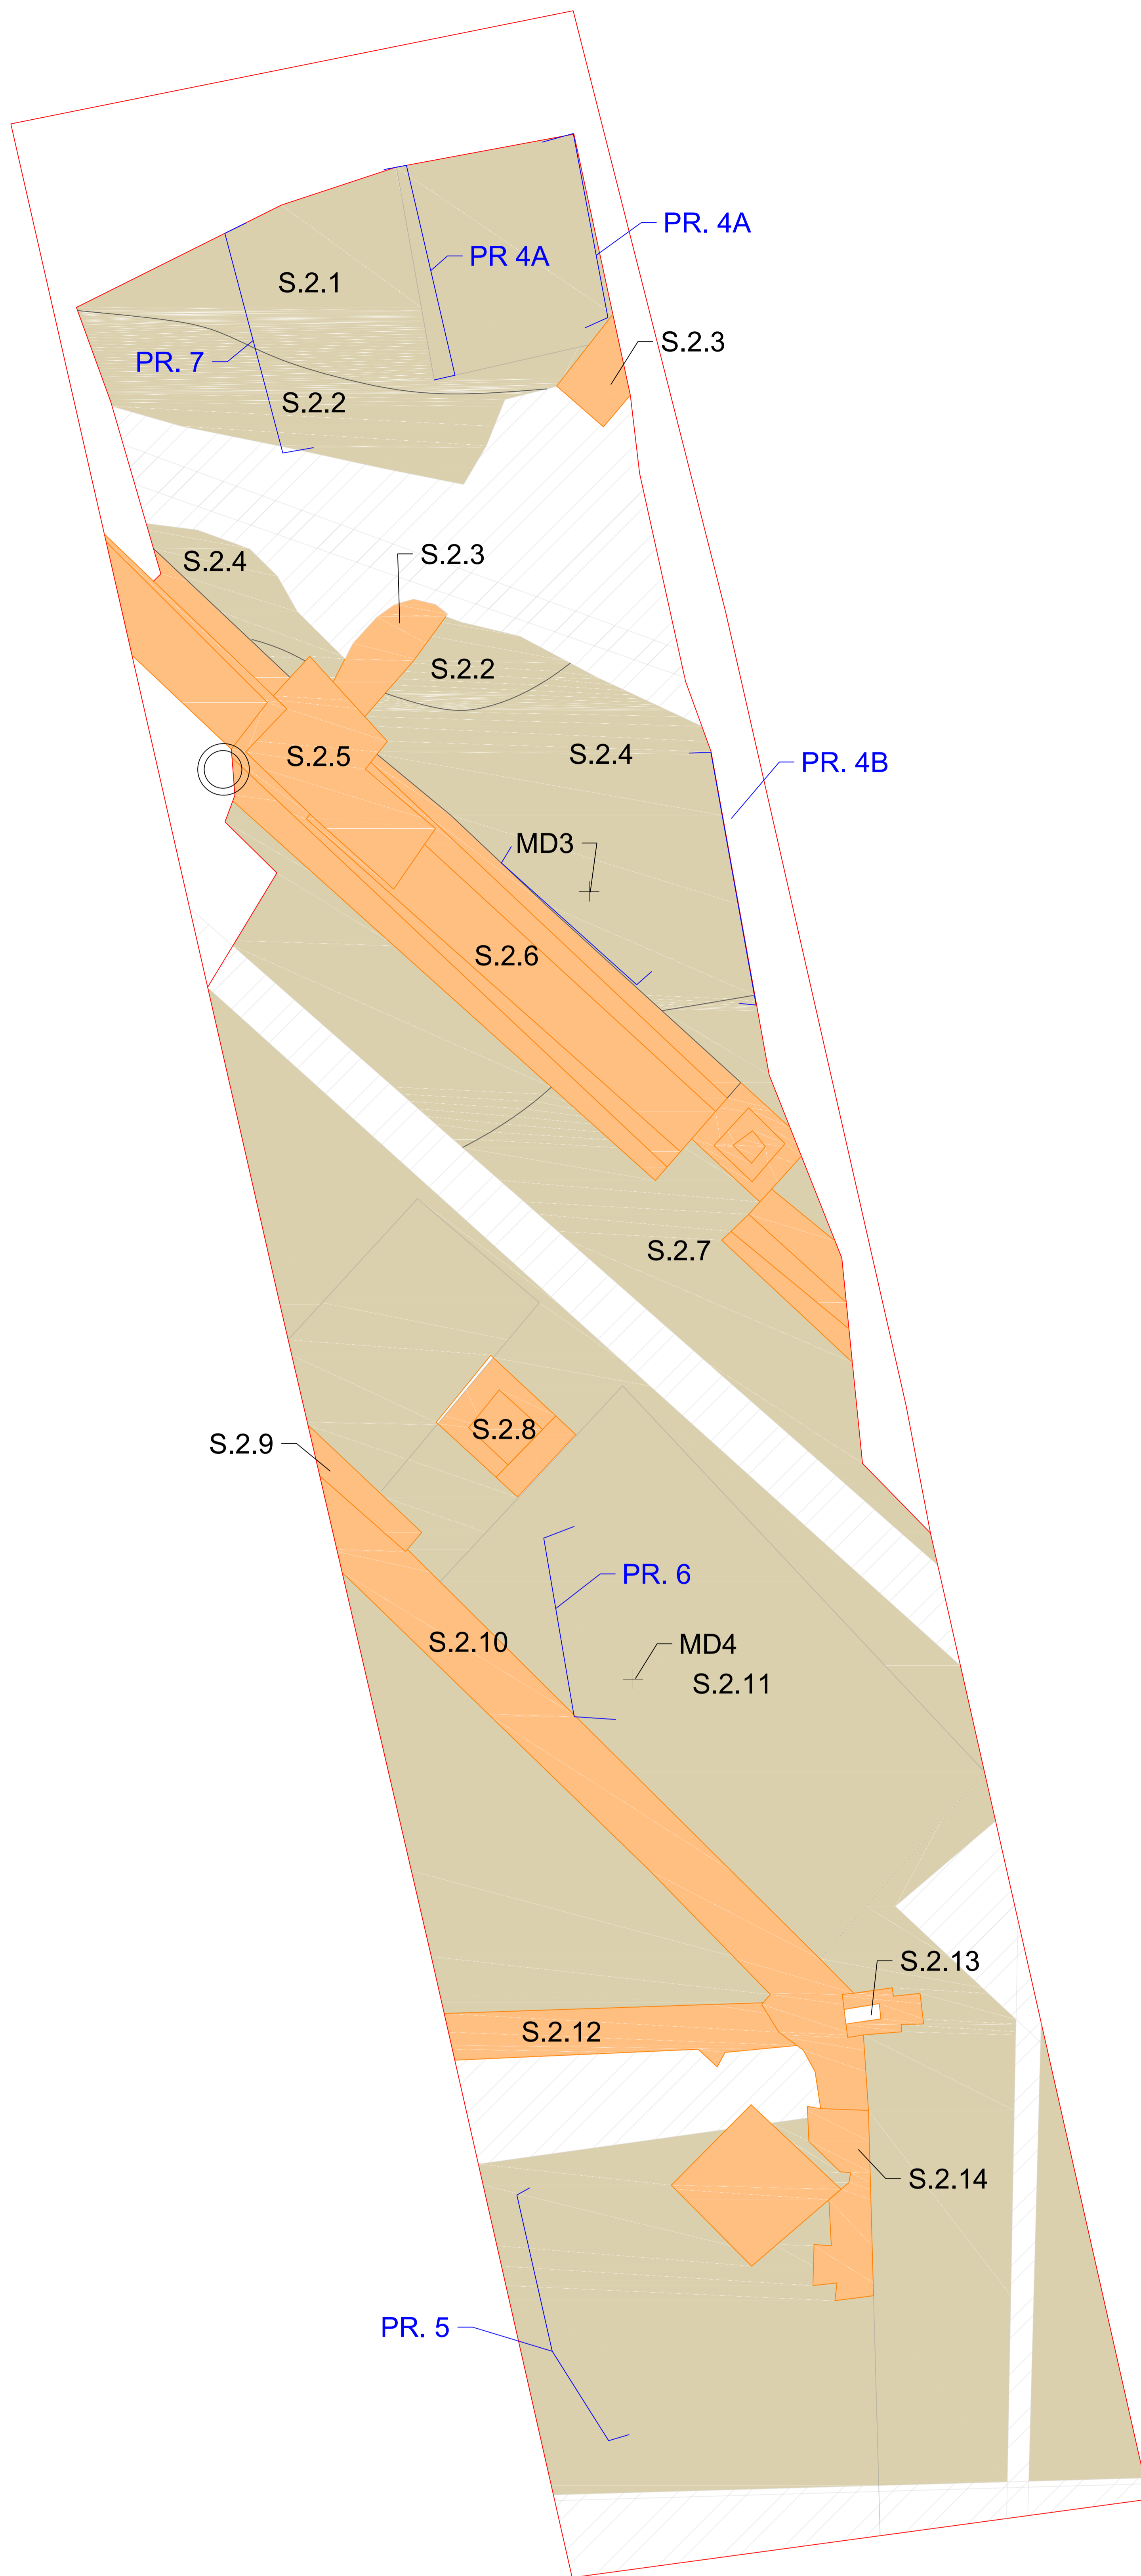 PR. 4A
PR 4A
S.2.1
S.2.3
PR. 7
S.2.2
S.2.3
S.2.4
S.2.2
S.2.5
S.2.4
PR. 4B
MD3
S.2.6
S.2.7
S.2.8
S.2.9
PR. 6
S.2.10
MD4
S.2.11
S.2.13
S.2.12
S.2.14
PR. 5